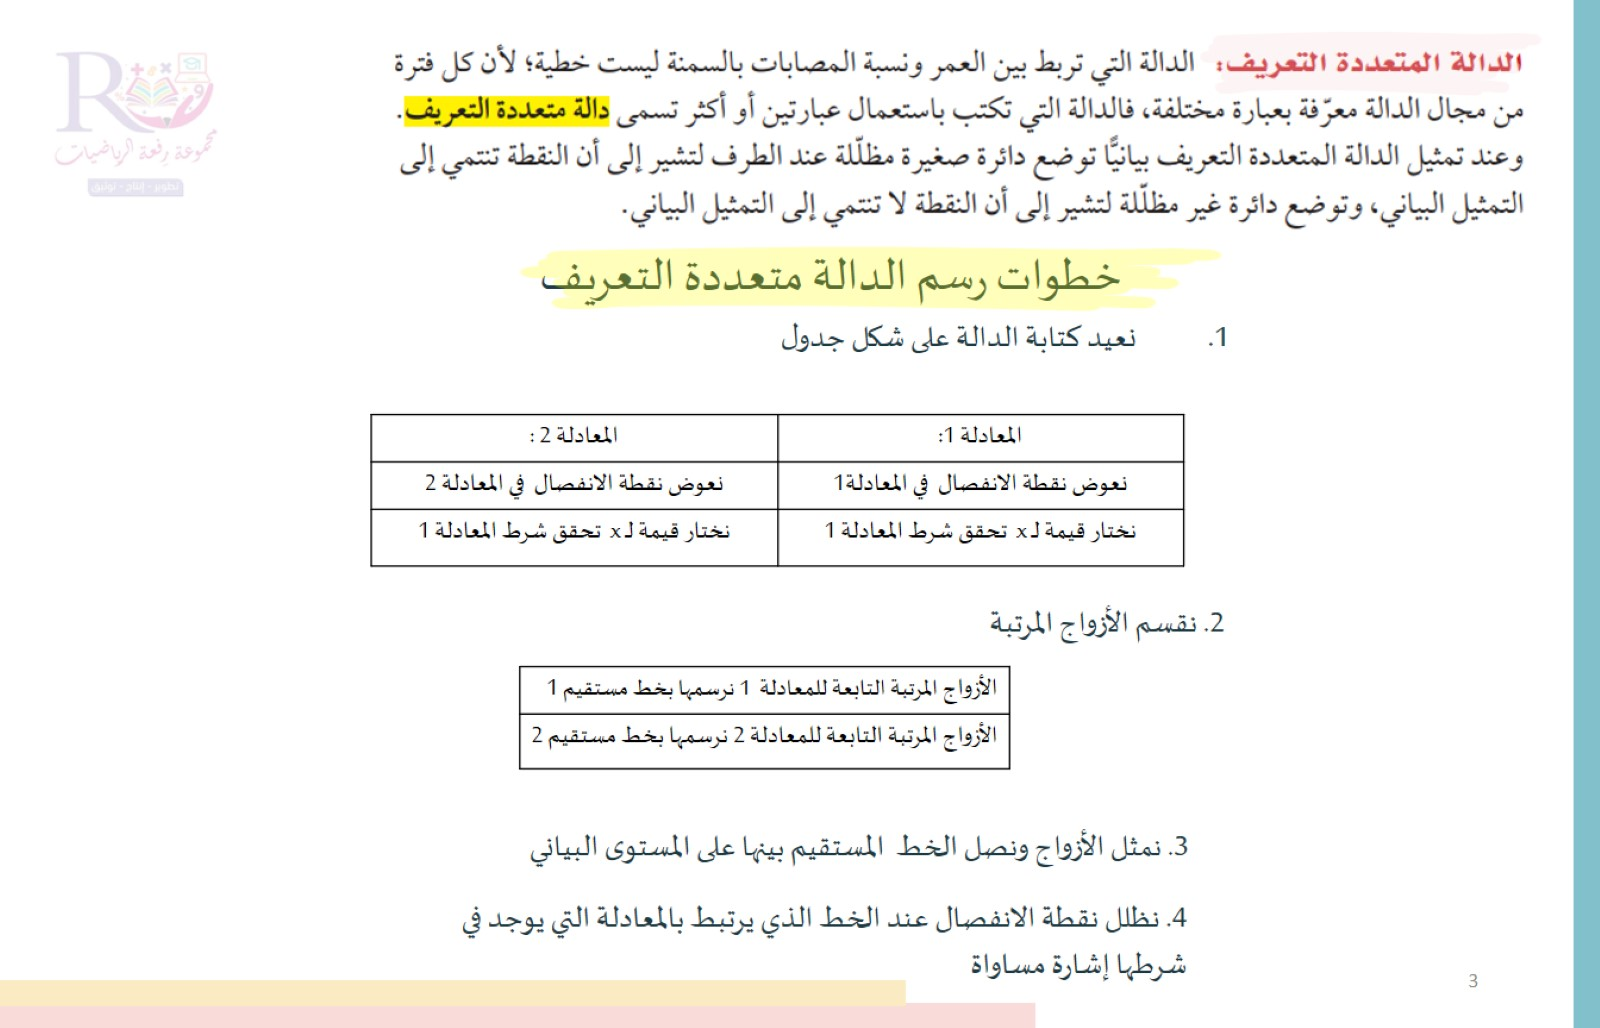 الدالة المتعددة التعريف: الدالة التي تربط بين العمر ونسبة المصابات بالسمنة ليست خطية؛ لأن كل فترة
من مجال الدالة معرّفة بعبارة مختلفة، فالدالة التي تكتب باستعمال عبارتين أو أكثر تسمى دالة متعددة التعريف.
وعند تمثيل الدالة المتعددة التعريف بيانيًّا توضع دائرة صغيرة مظلّلة عند الطرف لتشير إلى أن النقطة تنتمي إلى
التمثيل البياني، وتوضع دائرة غير مظلّلة لتشير إلى أن النقطة لا تنتمي إلى التمثيل البياني.
R
مجموعة رفعة الرياضيات
تطوير - إنتاج - توثيق
خطوات رسم الدالة متعددة التعريف
1. نعيد كتابة الدالة على شكل جدول
المعادلة 1: المعادلة 2 :
نعوض نقطة الانفصال في المعادلة1 نعوض نقطة الانفصال في المعادلة 2
نختار قيمة لـ x تحقق شرط المعادلة 1 نختار قيمة لـ x تحقق شرط المعادلة 1
2. نقسم الأزواج المرتبة
الأزواج المرتبة التابعة للمعادلة 1 نرسمها بخط مستقيم 1
الأزواج المرتبة التابعة للمعادلة 2 نرسمها بخط مستقيم 2
3. نمثل الأزواج ونصل الخط المستقيم بينها على المستوى البياني
4. نظلل نقطة الانفصال عند الخط الذي يرتبط بالمعادلة التي يوجد في
شرطها إشارة مساواة
3